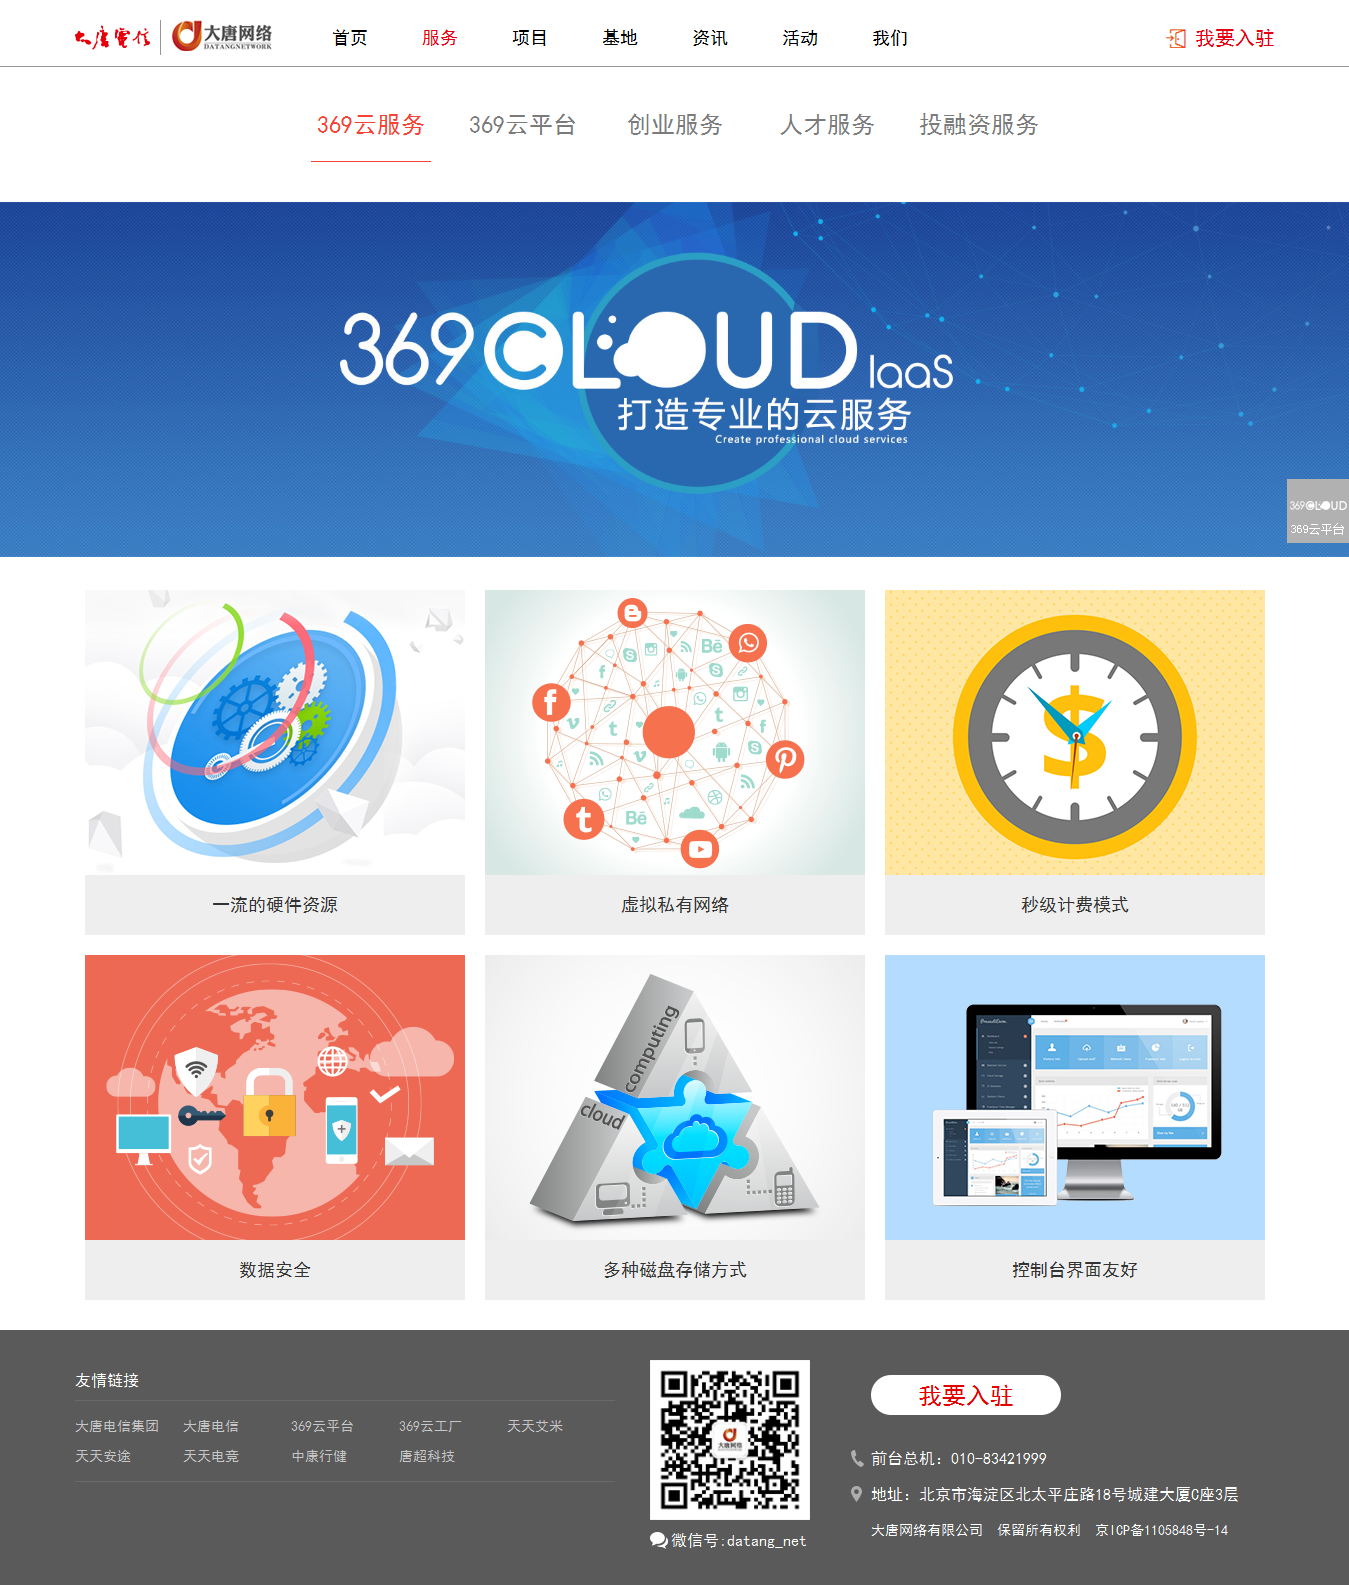 大唐电信 大唐网络 首页 服务 项目 基地 资讯 活动 我们 我要入驻
DATANGNETWORK
369云服务 369云平台 创业服务 人才服务 投融资服务
369CLOUD IaaS
打造专业的云服务
Create professional cloud services
369CLOUD
369云平台
一流的硬件资源 虚拟私有网络 秒级计费模式
computing
cloud
数据安全 多种磁盘存储方式 控制台界面友好
友情链接
大唐电信集团 大唐电信 369云平台 369云工厂 天天艾米
天天安途 天天电竞 中康行健 唐超科技
大唐网络
微信号:datang_net
我要入驻
前台总机：010-83421999
地址：北京市海淀区北太平庄路18号城建大厦C座3层
大唐网络有限公司 保留所有权利 京ICP备1105848号-14